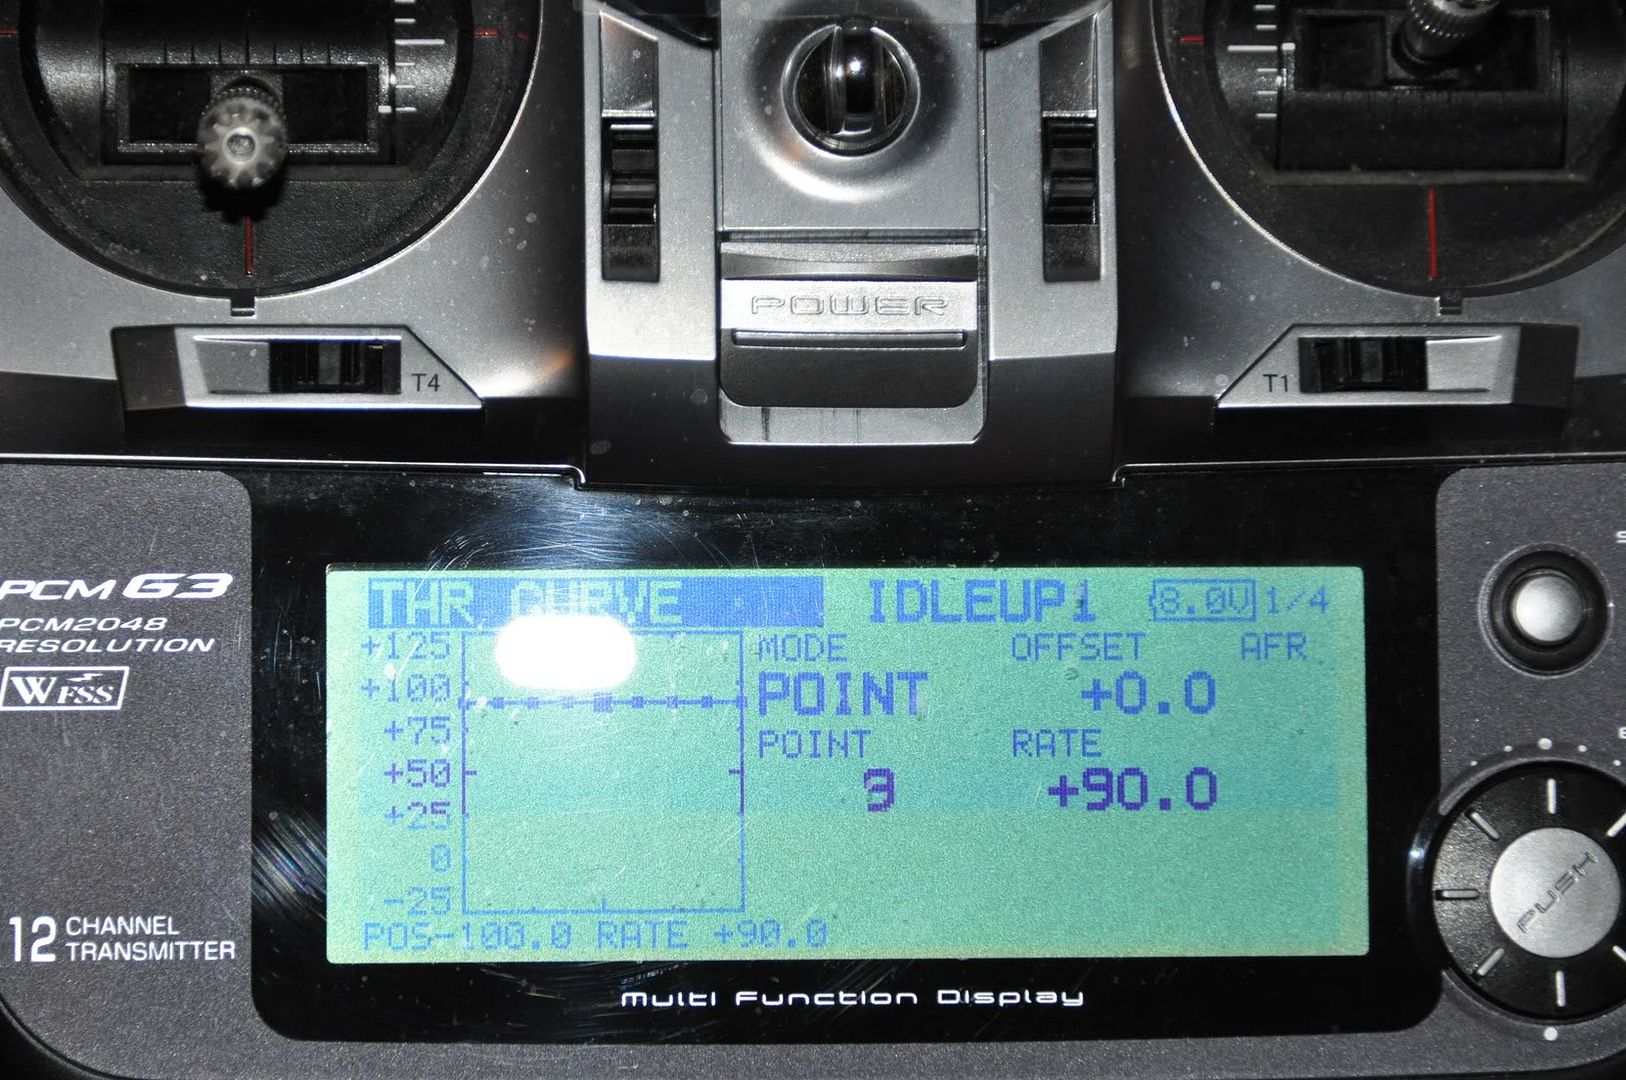 POWER
T4
T1
PCM G3
PCM2048
RESOLUTION
WFSS
12 CHANNEL
TRANSMITTER
THR CURVE IDLEUP1 8.0V 1/4
+125
+100
+75
+50
+25
0
-25
MODE OFFSET AFR
POINT +0.0
POINT RATE
9 +90.0
POS-100.0 RATE +90.0
Multi Function Display
PUSH